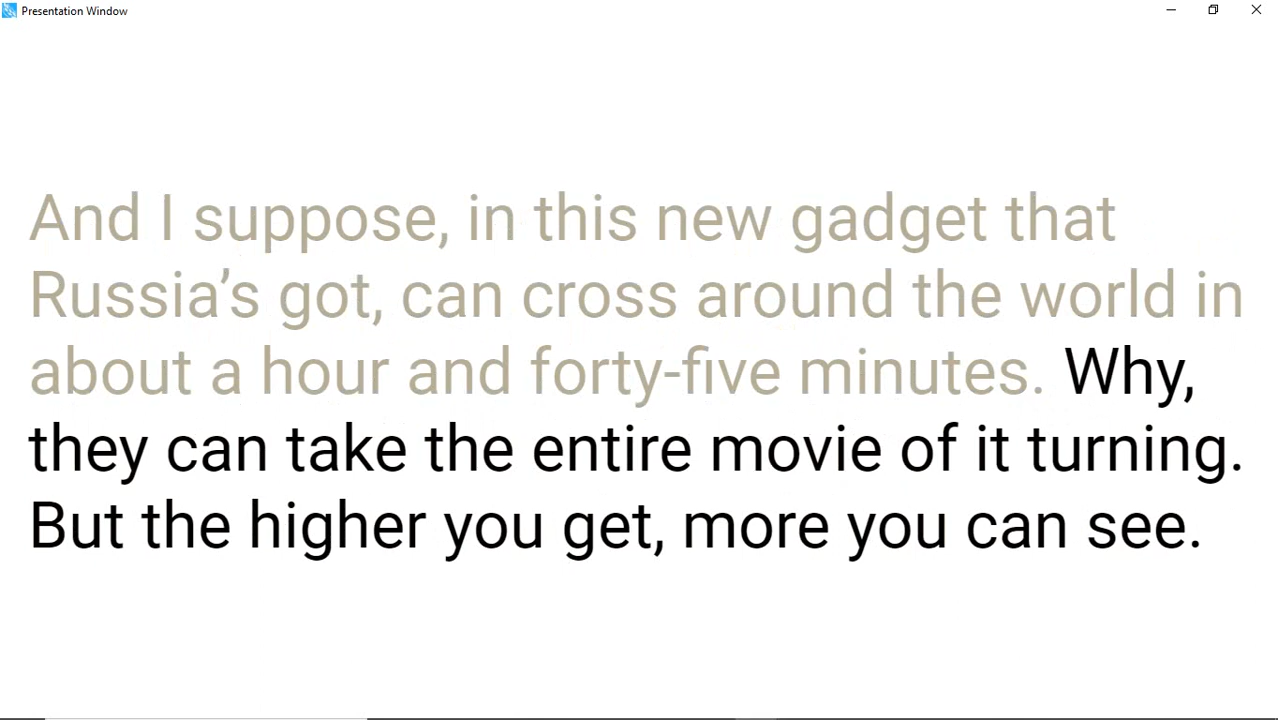 Presentation Window
And I suppose, in this new gadget that
Russia’s got, can cross around the world in
about a hour and forty-five minutes. Why,
they can take the entire movie of it turning.
But the higher you get, more you can see.